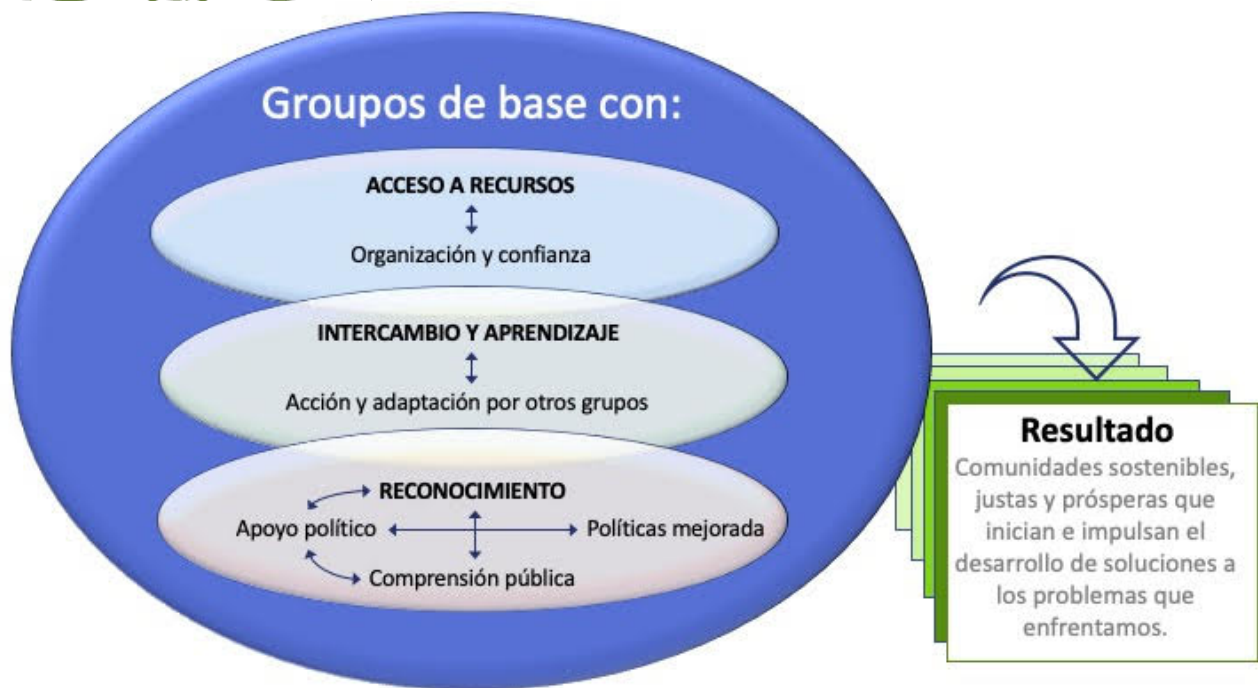 Groupos de base con:
ACCESO A RECURSOS
Organización y confianza
INTERCAMBIO Y APRENDIZAJE
Acción y adaptación por otros grupos
RECONOCIMIENTO
Apoyo político
Políticas mejorada
Comprensión pública
Resultado
Comunidades sostenibles,
justas y prósperas que
inician e impulsan el
desarrollo de soluciones a
los problemas que
enfrentamos.